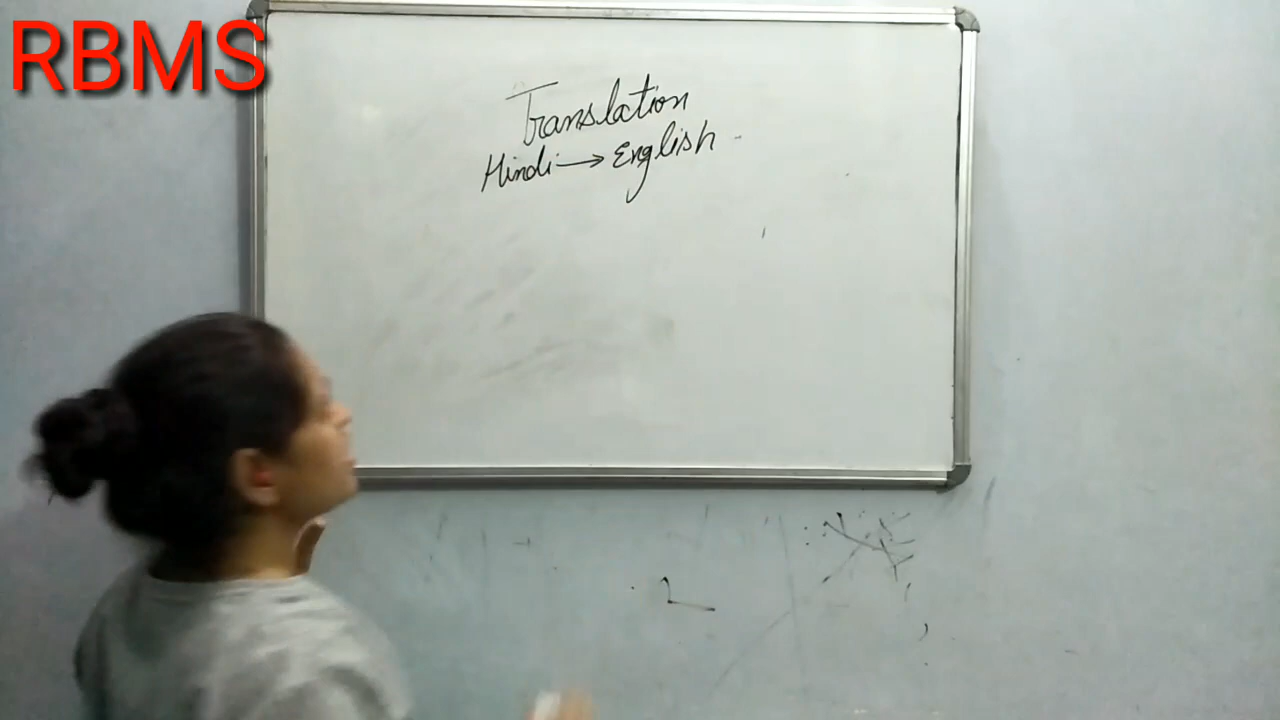 RBMS
Translation
Hindi → English